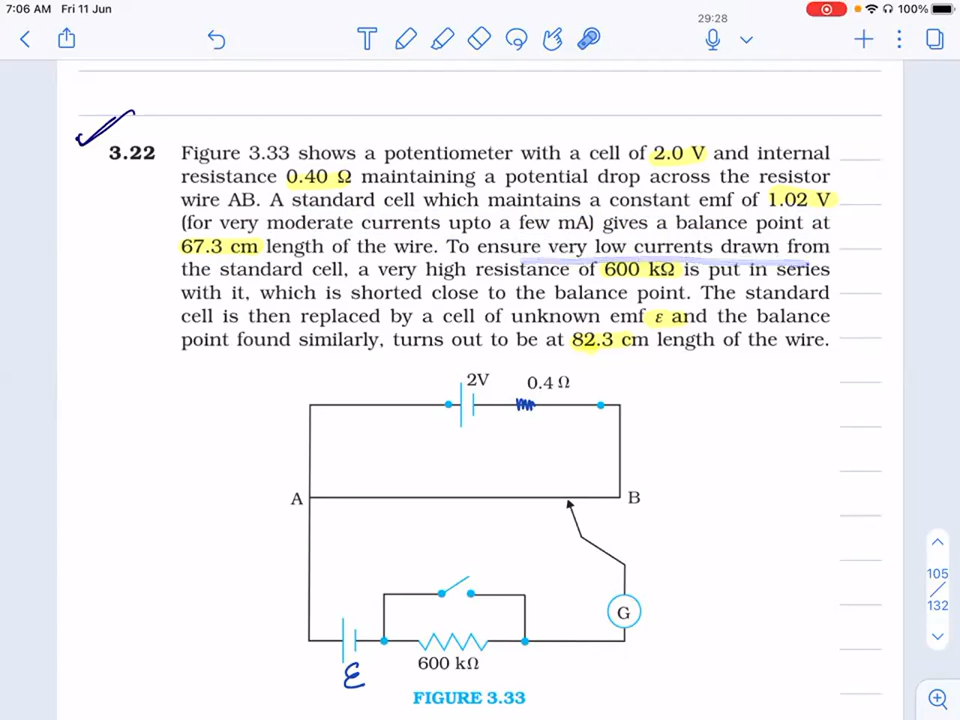 7:06 AM Fri 11 Jun
100%
29:28
T
3.22 Figure 3.33 shows a potentiometer with a cell of 2.0 V and internal
resistance 0.40 Ω maintaining a potential drop across the resistor
wire AB. A standard cell which maintains a constant emf of 1.02 V
(for very moderate currents upto a few mA) gives a balance point at
67.3 cm length of the wire. To ensure very low currents drawn from
the standard cell, a very high resistance of 600 kΩ is put in series
with it, which is shorted close to the balance point. The standard
cell is then replaced by a cell of unknown emf ε and the balance
point found similarly, turns out to be at 82.3 cm length of the wire.
2V
0.4 Ω
A
B
G
600 kΩ
ε
FIGURE 3.33
105
/
132